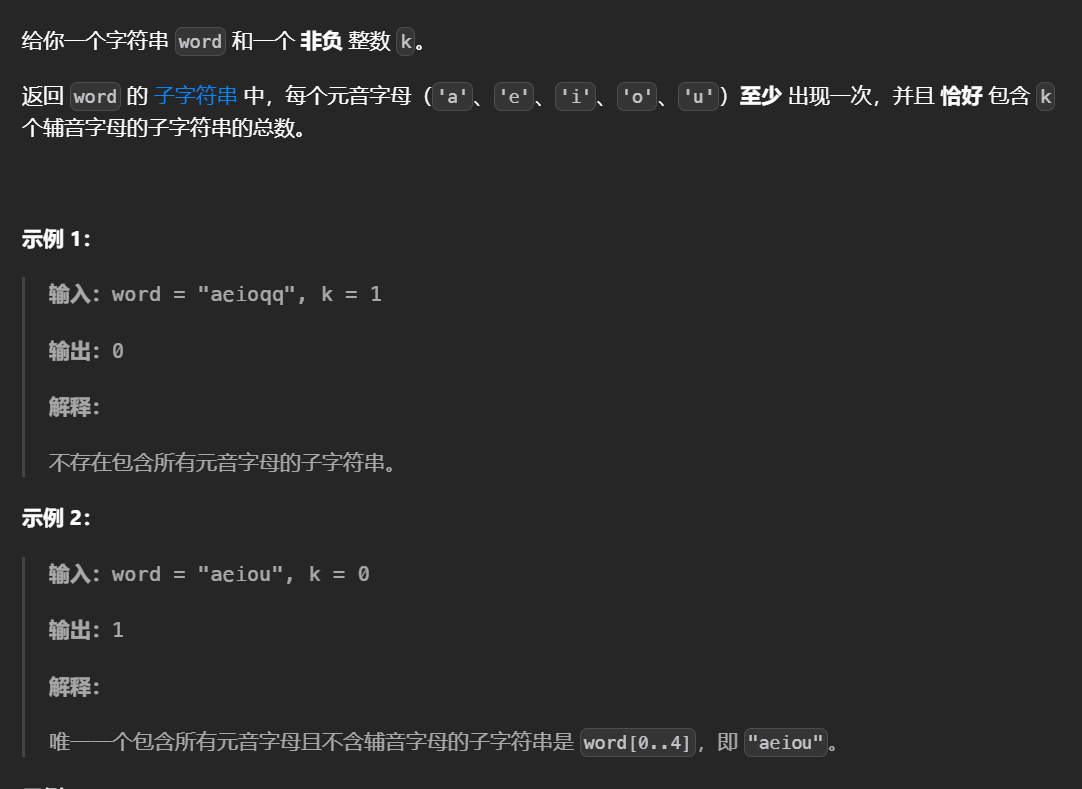 给你一个字符串 word 和一个 非负 整数 k。
返回 word 的 子字符串 中，每个元音字母（'a'、'e'、'i'、'o'、'u'）至少 出现一次，并且 恰好 包含 k
个辅音字母的子字符串的总数。
示例 1：
输入：word = "aeioqq", k = 1
输出：0
解释：
不存在包含所有元音字母的子字符串。
示例 2：
输入：word = "aeiou", k = 0
输出：1
解释：
唯一一个包含所有元音字母且不含辅音字母的子字符串是 word[0..4]，即 "aeiou"。